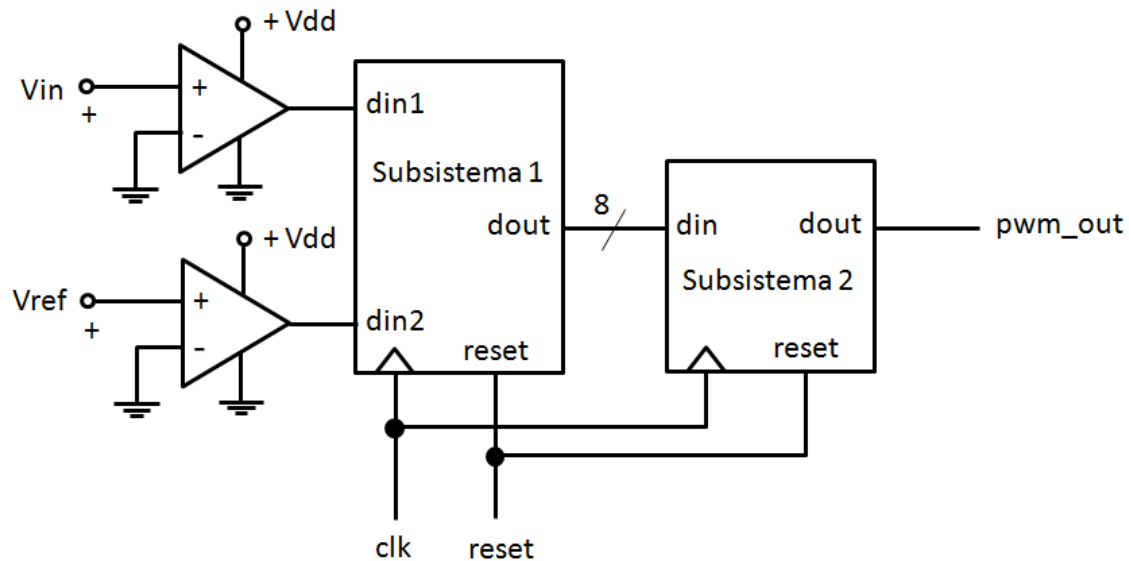 + Vdd
Vin
+
+
-
din1
Subsistema 1
dout
8
din
dout
pwm_out
Subsistema 2
+ Vdd
Vref
+
+
-
din2
reset
reset
clk
reset